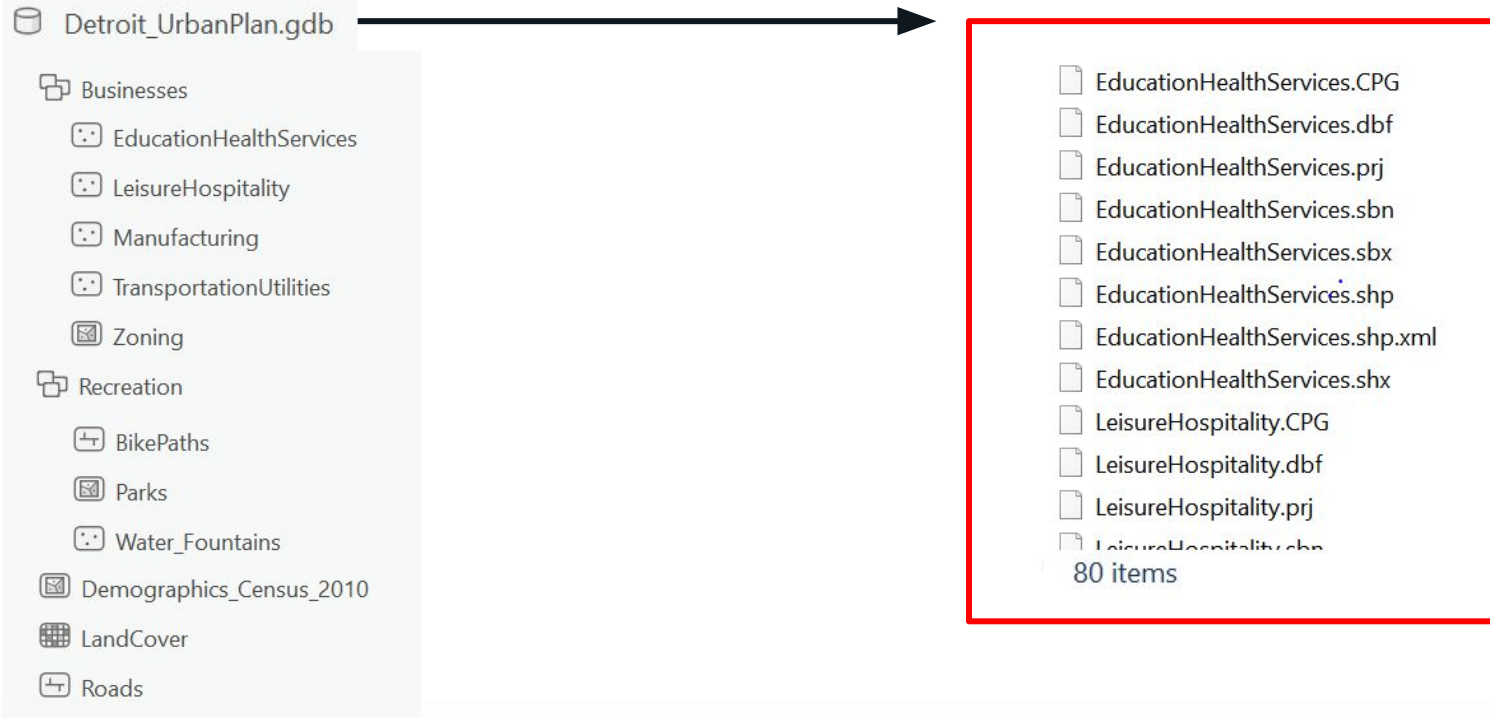 Detroit_UrbanPlan.gdb
Businesses
EducationHealthServices
LeisureHospitality
Manufacturing
TransportationUtilities
Zoning
Recreation
BikePaths
Parks
Water_Fountains
Demographics_Census_2010
LandCover
Roads
EducationHealthServices.CPG
EducationHealthServices.dbf
EducationHealthServices.prj
EducationHealthServices.sbn
EducationHealthServices.sbx
EducationHealthServices.shp
EducationHealthServices.shp.xml
EducationHealthServices.shx
LeisureHospitality.CPG
LeisureHospitality.dbf
LeisureHospitality.prj
LeisureHospitality.sbn
80 items